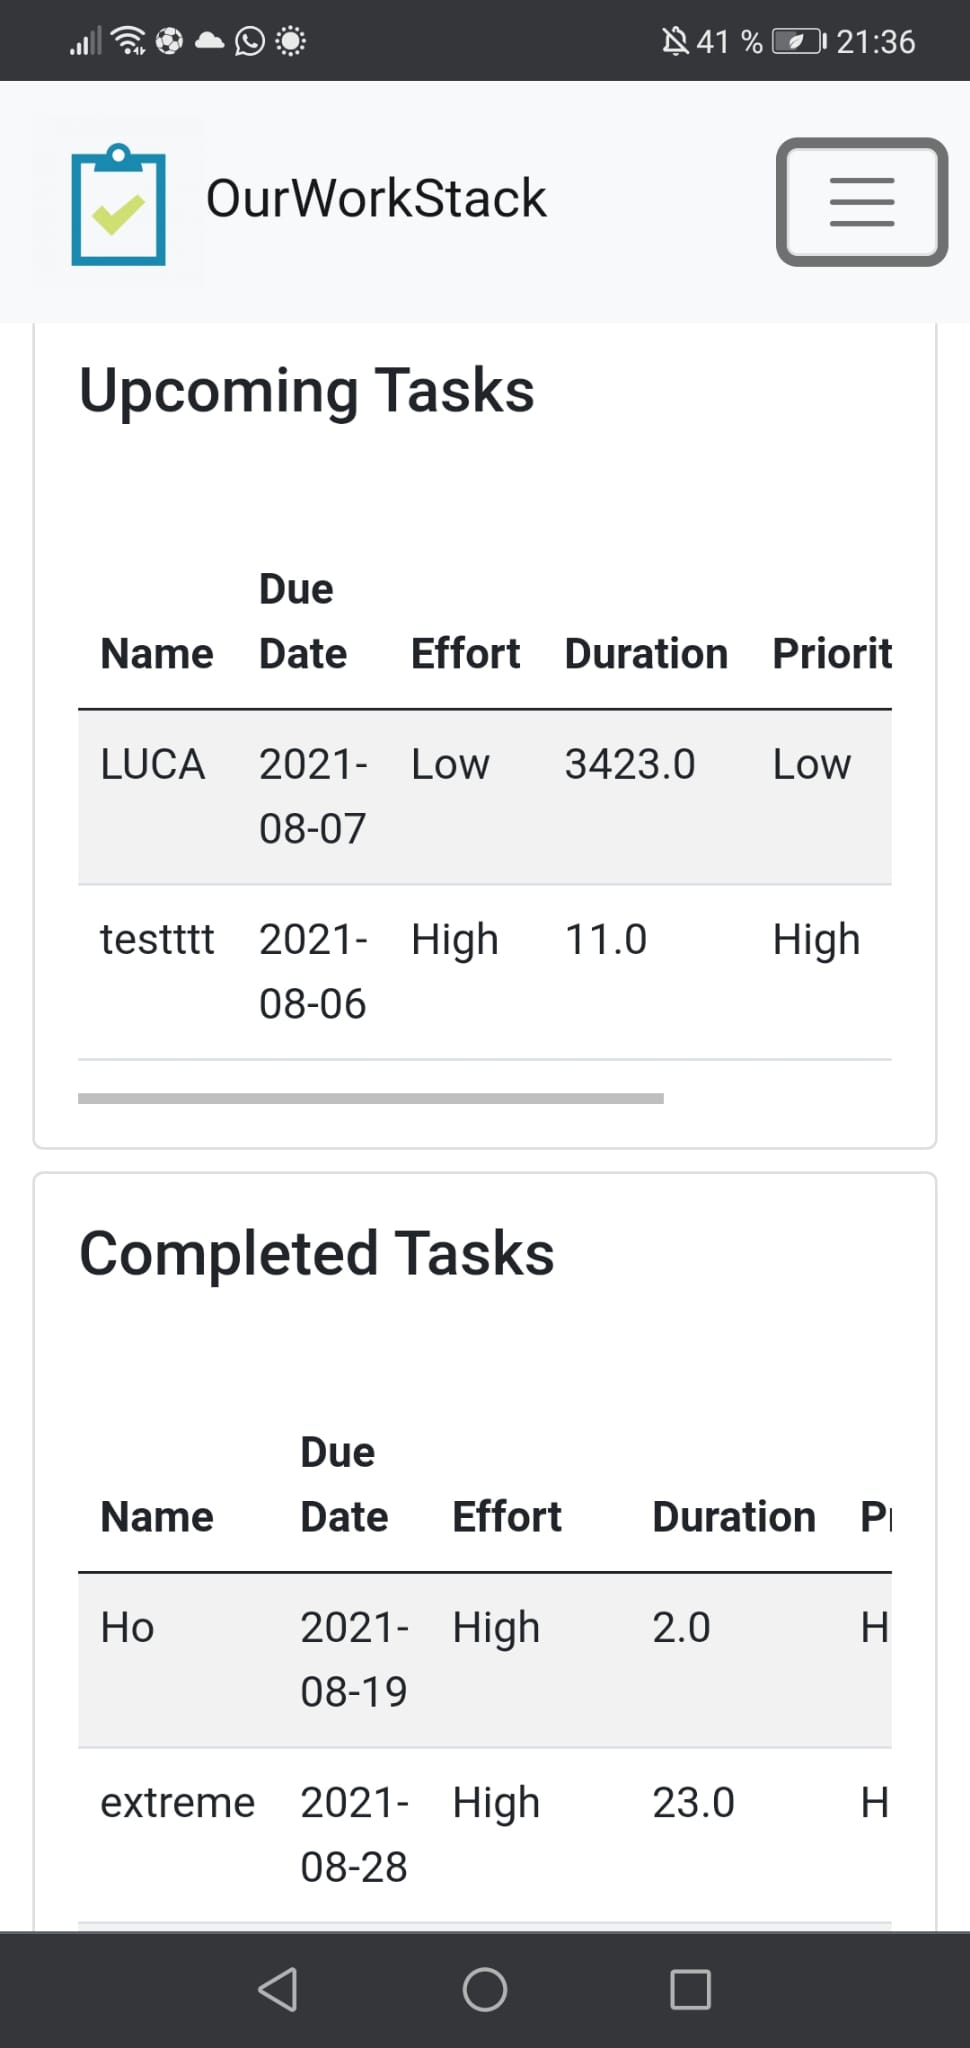 41 % 21:36
OurWorkStack
Upcoming Tasks
Due
Name Date Effort Duration Priorit
LUCA 2021- Low 3423.0 Low
08-07
testttt 2021- High 11.0 High
08-06
Completed Tasks
Due
Name Date Effort Duration Pr
Ho 2021- High 2.0 H
08-19
extreme 2021- High 23.0 H
08-28